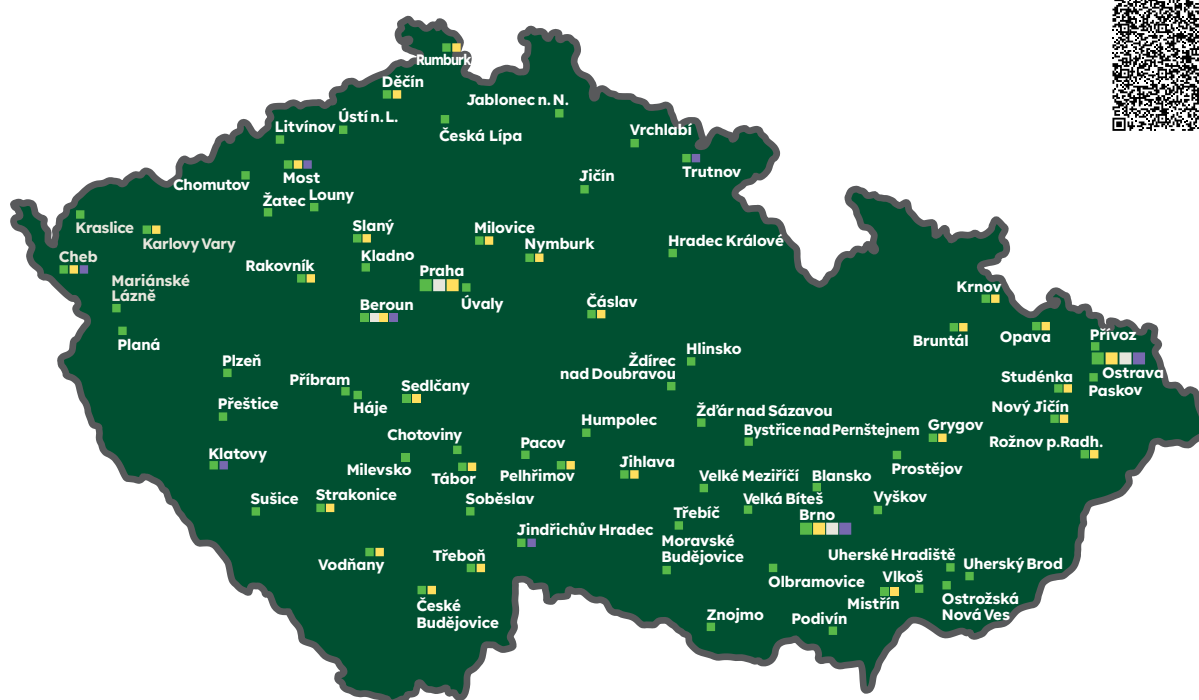 Rumburk
Děčín
Jablonec n. N.
Ústí n. L.
Litvínov
Česká Lípa
Vrchlabí
Most
Trutnov
Chomutov
Jičín
Žatec
Louny
Kraslice
Karlovy Vary
Slaný
Milovice
Nymburk
Hradec Králové
Cheb
Kladno
Rakovník
Praha
Mariánské
Lázně
Úvaly
Beroun
Čáslav
Krnov
Planá
Bruntál
Opava
Přívoz
Hlinsko
Plzeň
Ždírec
nad Doubravou
Ostrava
Studénka
Paskov
Příbram
Háje
Sedlčany
Přeštice
Nový Jičín
Žďár nad Sázavou
Humpolec
Bystřice nad Pernštejnem
Grygov
Chotoviny
Pacov
Rožnov p.Radh.
Klatovy
Milevsko
Tábor
Pelhřimov
Jihlava
Prostějov
Velké Meziříčí
Blansko
Sušice
Strakonice
Soběslav
Velká Bíteš
Vyškov
Třebíč
Brno
Jindřichův Hradec
Moravské
Budějovice
Vodňany
Třeboň
Uherské Hradiště
Uherský Brod
Olbramovice
Vlkoš
Mistřín
Ostrožská
Nová Ves
České
Budějovice
Znojmo
Podivín